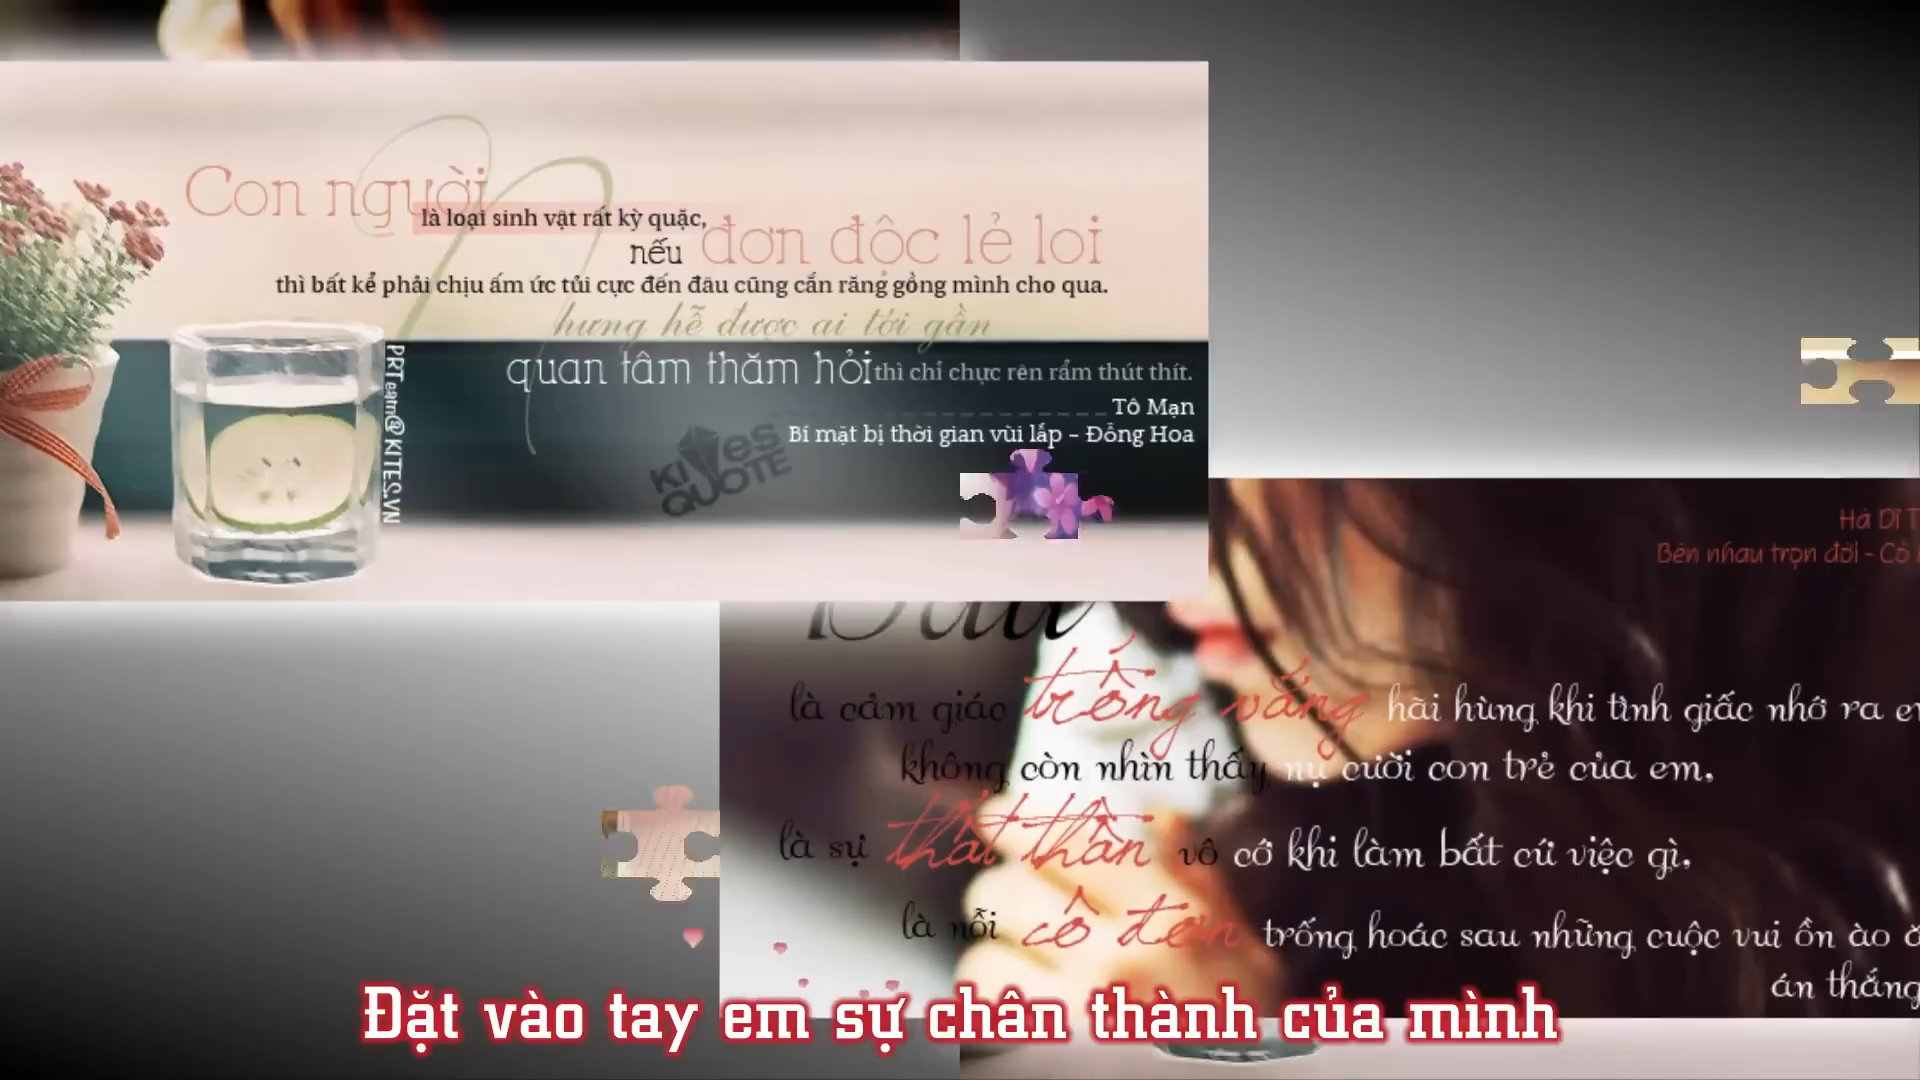 Con người
là loại sinh vật rất kỳ quặc,
nếu đơn độc lẻ loi
thì bất kể phải chịu ấm ức tủi cực đến đâu cũng cắn răng gồng mình cho qua.
Nhưng hễ được ai tới gần
quan tâm thăm hỏi thì chỉ chực rên rẩm thút thít.
Tô Mạn
Bí mật bị thời gian vùi lấp - Đồng Hoa
PRTeam@KITES.VN
KITES
QUOTE
Hà Dĩ
Bên nhau trọn đời - Cố
là cảm giác trống vắng hãi hùng khi tỉnh giấc nhớ ra
không còn nhìn thấy nụ cười con trẻ của em,
là sự thất thần vô cớ khi làm bất cứ việc gì,
là nỗi cô đơn trống hoác sau những cuộc vui ồn ào
án thắng
Đặt vào tay em sự chân thành của mình